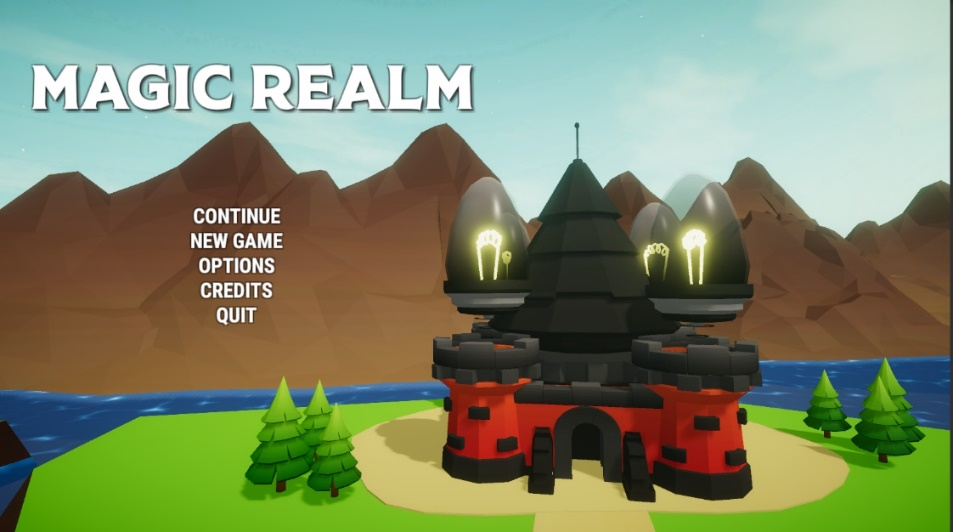 MAGIC REALM
CONTINUE
NEW GAME
OPTIONS
CREDITS
QUIT